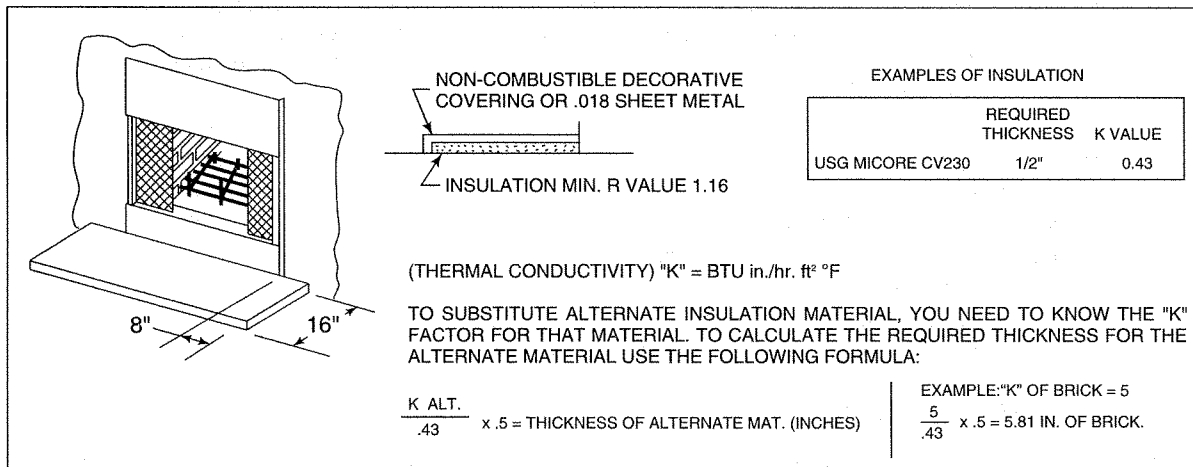 NON-COMBUSTIBLE DECORATIVE
COVERING OR .018 SHEET METAL
INSULATION MIN. R VALUE 1.16
8"
16"
EXAMPLES OF INSULATION
REQUIRED
THICKNESS K VALUE
USG MICORE CV230 1/2" 0.43
(THERMAL CONDUCTIVITY) "K" = BTU in./hr. ft² °F
TO SUBSTITUTE ALTERNATE INSULATION MATERIAL, YOU NEED TO KNOW THE "K"
FACTOR FOR THAT MATERIAL. TO CALCULATE THE REQUIRED THICKNESS FOR THE
ALTERNATE MATERIAL USE THE FOLLOWING FORMULA:
K ALT.
.43 x .5 = THICKNESS OF ALTERNATE MAT. (INCHES)
EXAMPLE:"K" OF BRICK = 5
5
.43 x .5 = 5.81 IN. OF BRICK.